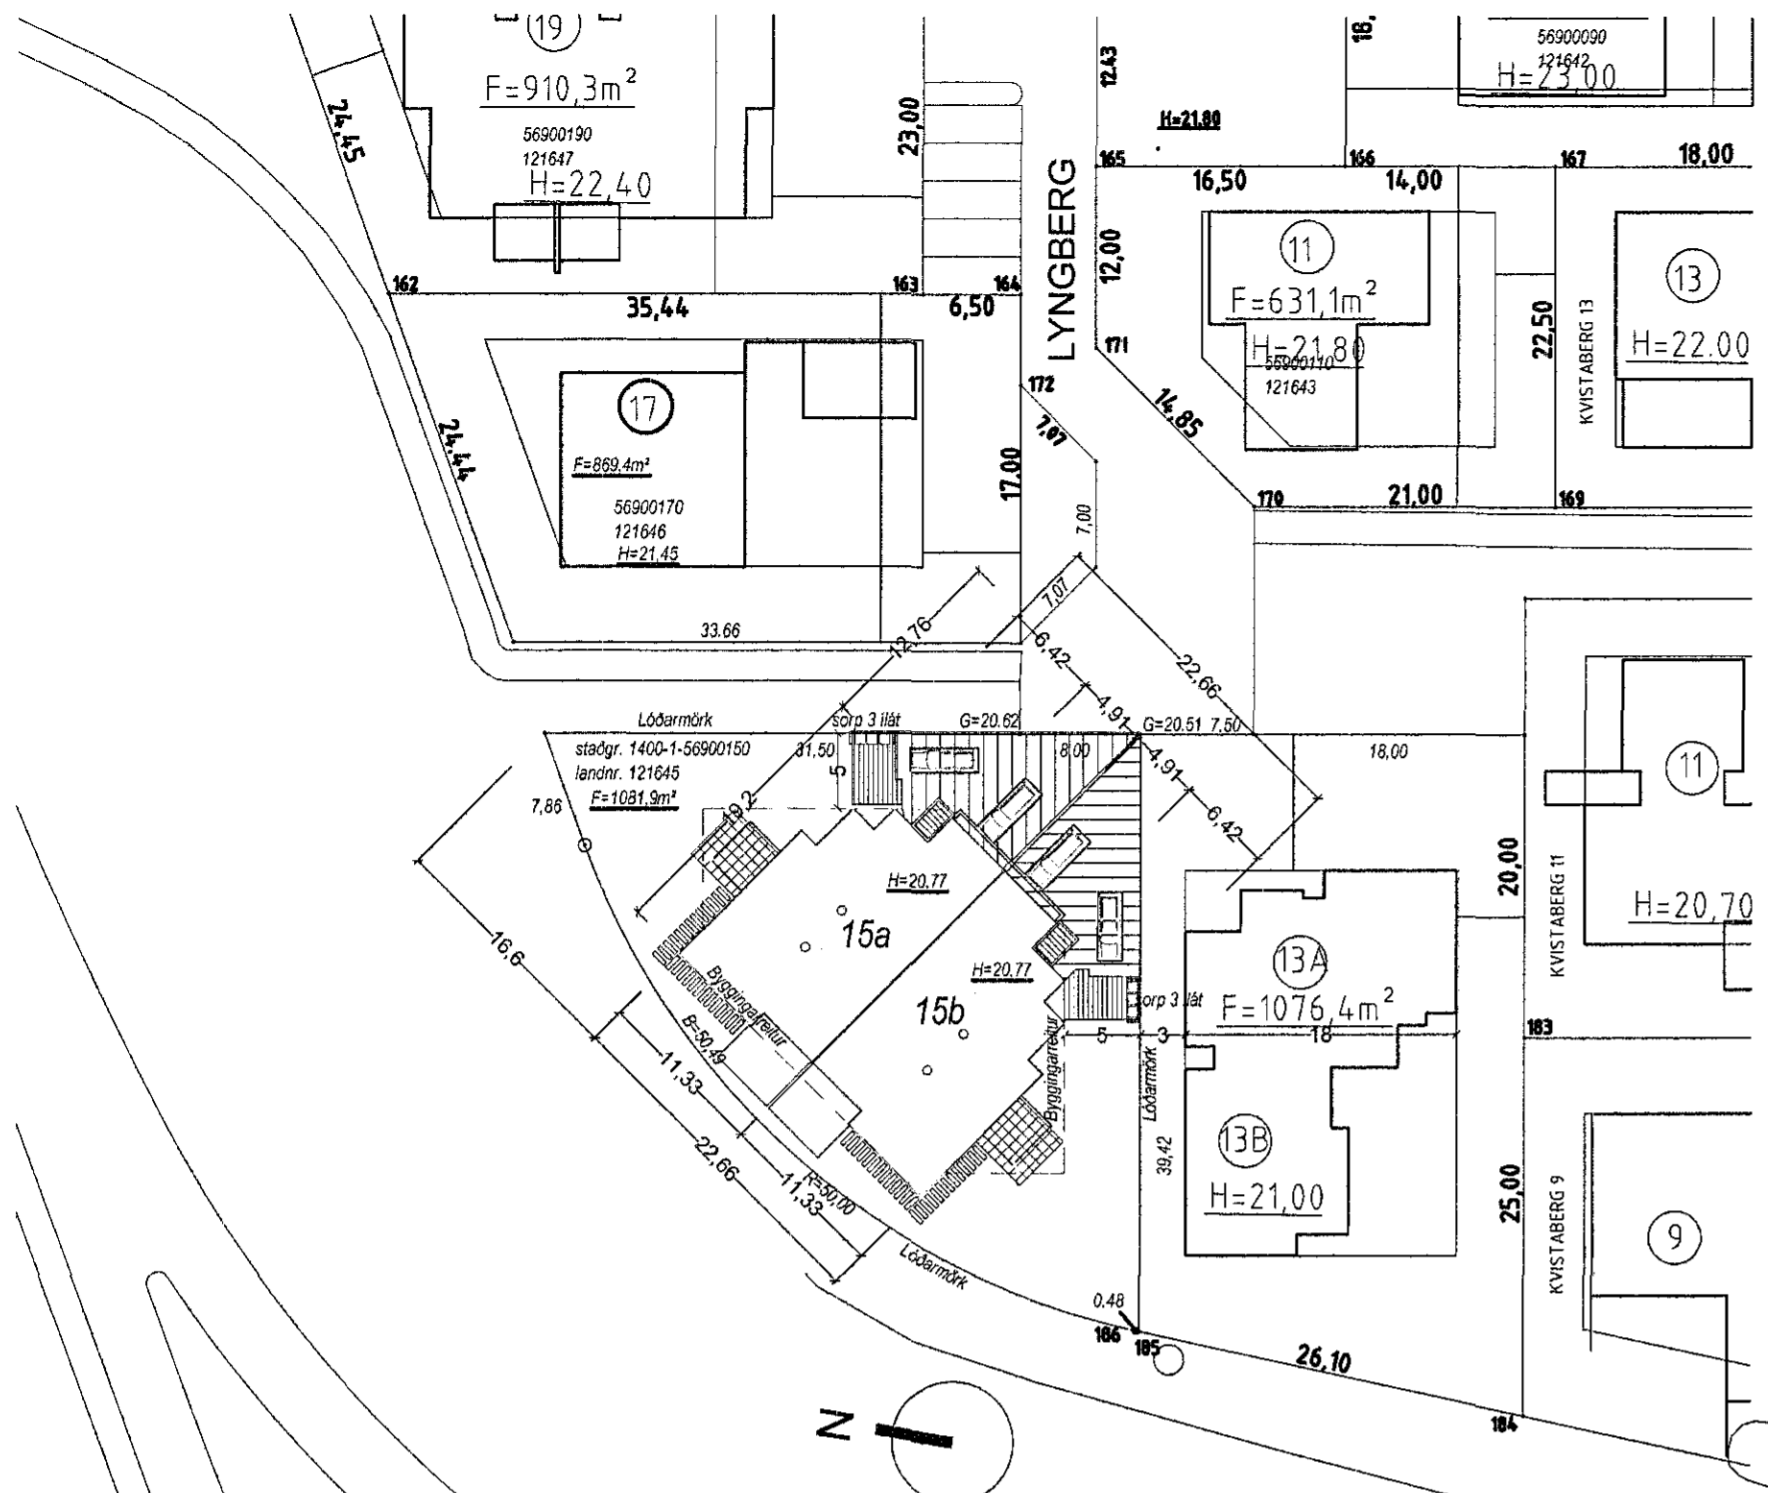 19
F=910,3m²
56900190
121647
H=22,40
24,45
23,00
12.43
18,
56900090
121642
H=23,00
H=21.80
165
166
167
18,00
16,50
14,00
LYNGBERG
12,00
11
F=631,1m²
H=21,80
56900110
121643
22,50
KVISTABERG 13
13
H=22.00
162
163
164
35,44
6,50
171
172
7,07
14,85
17
F=869.4m²
56900170
121646
H=21,45
24,44
17.00
7,00
170
21,00
169
33.66
12,76
7,07
6,42
22,66
4,91
Lóðarmörk
sorp 3 ílát
G=20.62
G=20.51
7,50
staðgr. 1400-1-56900150
31,50
8,00
18,00
landnr. 121645
F=1081,9m²
5
4,91
6,42
7,86
19,2
H=20,77
15a
H=20,77
15b
16,6
Byggingarreitur
B=50,49
11,33
22,66
11,33
R=50,00
Lóðarmörk
Byggingarreitur
Lóðarmörk
39,42
orp 3 ílát
5
3
18
13A
F=1076,4m²
13B
H=21,00
20,00
KVISTABERG 11
11
H=20,70
183
25,00
KVISTABERG 9
9
0.48
186
185
26,10
184
N